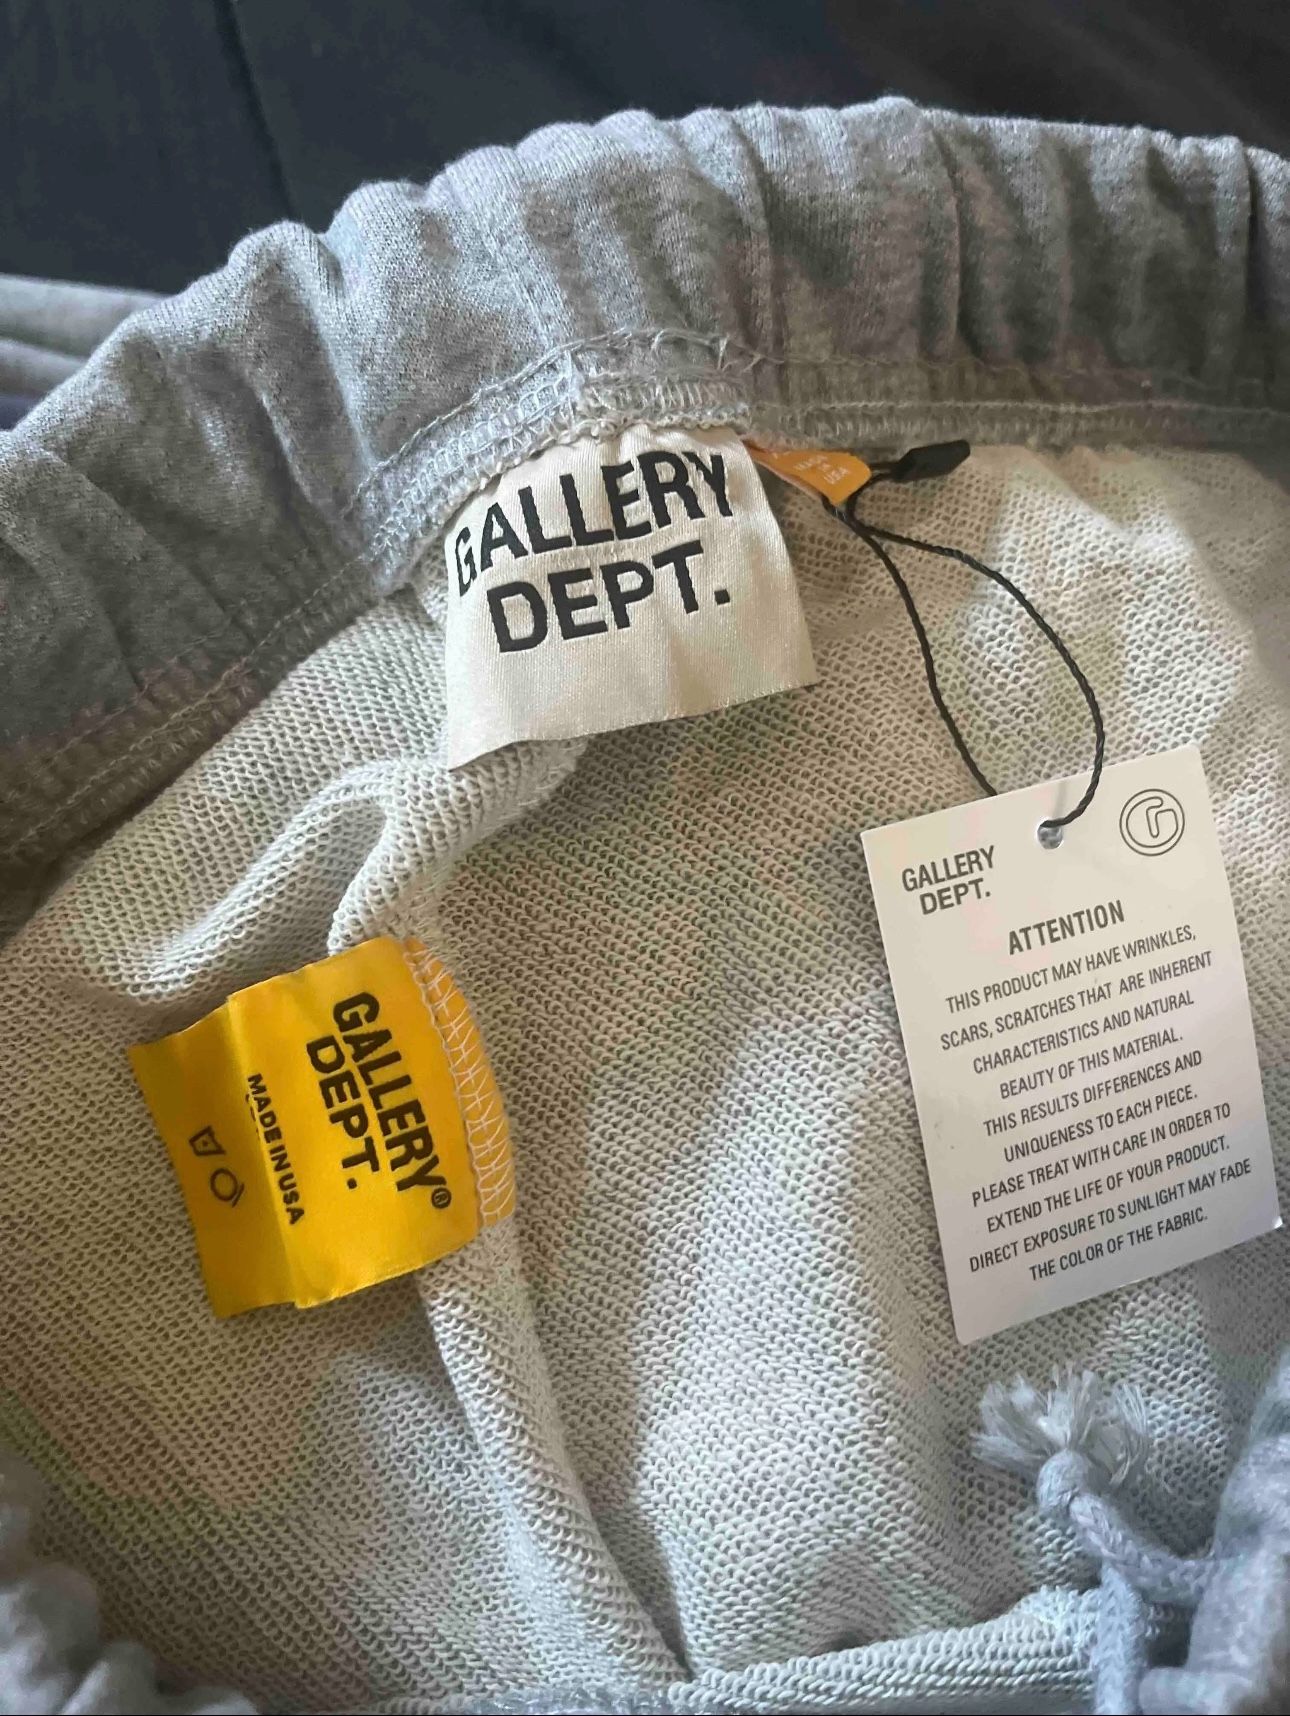 GALLERY
DEPT.
MADE
IN
USA
GALLERY
DEPT.
ATTENTION
THIS PRODUCT MAY HAVE WRINKLES,
SCARS, SCRATCHES THAT ARE INHERENT
CHARACTERISTICS AND NATURAL
BEAUTY OF THIS MATERIAL.
THIS RESULTS DIFFERENCES AND
UNIQUENESS TO EACH PIECE.
PLEASE TREAT WITH CARE IN ORDER TO
EXTEND THE LIFE OF YOUR PRODUCT.
DIRECT EXPOSURE TO SUNLIGHT MAY FADE
THE COLOR OF THE FABRIC.
GALLERY®
DEPT.
MADE IN USA